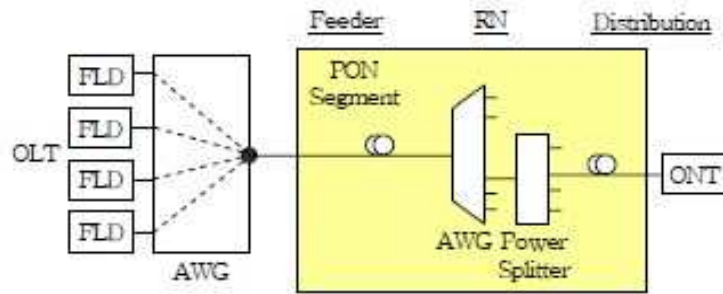 Feeder RN Distribution
PON
Segment
FLD
FLD
OLT
FLD
FLD
ONT
AWG
AWG Power
Splitter